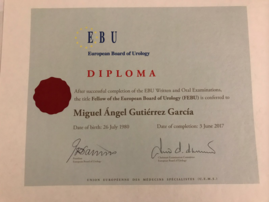 EBU
European Board of Urology
DIPLOMA
After successful completion of the EBU Written and Oral Examinations,
the title Fellow of the European Board of Urology (FEBU) is conferred to
Miguel Ángel Gutiérrez García
Date of birth: 26 July 1985 Date of completion: 3 June 2017
UNION EUROPÉENNE DES MÉDECINS SPÉCIALISTES (U.E.M.S.)